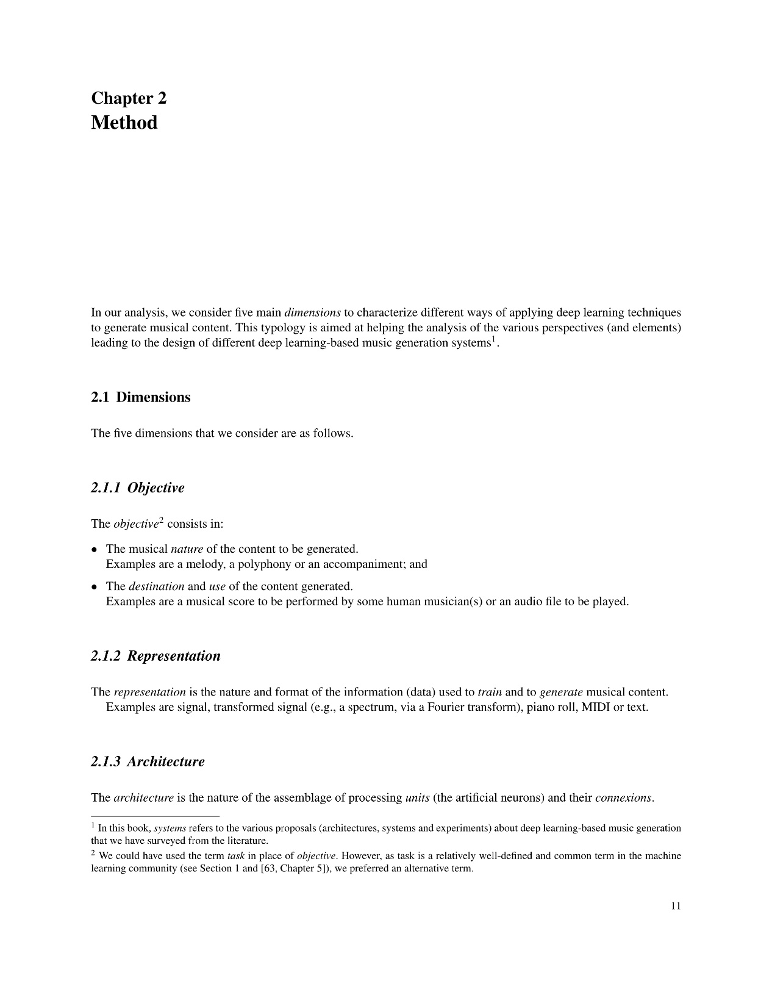 Chapter 2
Method
In our analysis, we consider five main dimensions to characterize different ways of applying deep learning techniques
to generate musical content. This typology is aimed at helping the analysis of the various perspectives (and elements)
leading to the design of different deep learning-based music generation systems¹.
2.1 Dimensions
The five dimensions that we consider are as follows.
2.1.1 Objective
The objective² consists in:
• The musical nature of the content to be generated.
Examples are a melody, a polyphony or an accompaniment; and
• The destination and use of the content generated.
Examples are a musical score to be performed by some human musician(s) or an audio file to be played.
2.1.2 Representation
The representation is the nature and format of the information (data) used to train and to generate musical content.
Examples are signal, transformed signal (e.g., a spectrum, via a Fourier transform), piano roll, MIDI or text.
2.1.3 Architecture
The architecture is the nature of the assemblage of processing units (the artificial neurons) and their connexions.
¹ In this book, systems refers to the various proposals (architectures, systems and experiments) about deep learning-based music generation
that we have surveyed from the literature.
² We could have used the term task in place of objective. However, as task is a relatively well-defined and common term in the machine
learning community (see Section 1 and [63, Chapter 5]), we preferred an alternative term.
11